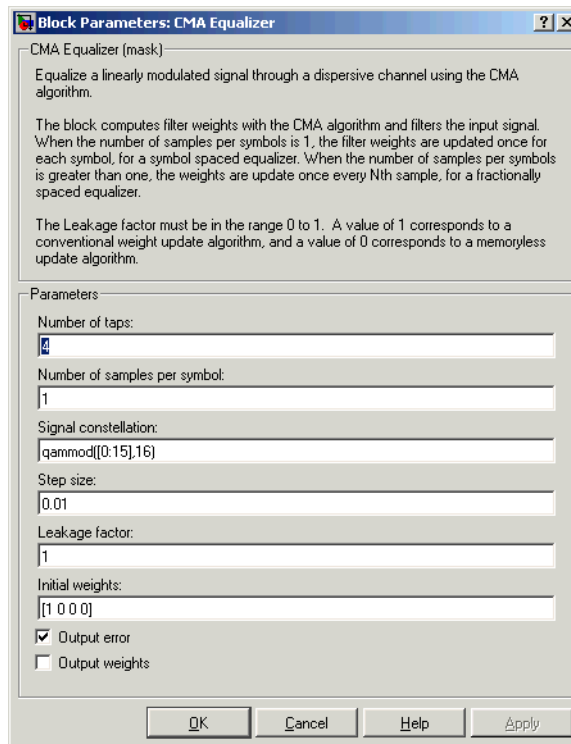 Block Parameters: CMA Equalizer
CMA Equalizer (mask)
Equalize a linearly modulated signal through a dispersive channel using the CMA
algorithm.
The block computes filter weights with the CMA algorithm and filters the input signal.
When the number of samples per symbols is 1, the filter weights are updated once for
each symbol, for a symbol spaced equalizer. When the number of samples per symbols
is greater than one, the weights are update once every Nth sample, for a fractionally
spaced equalizer.
The Leakage factor must be in the range 0 to 1. A value of 1 corresponds to a
conventional weight update algorithm, and a value of 0 corresponds to a memoryless
update algorithm.
Parameters
Number of taps:
4
Number of samples per symbol:
1
Signal constellation:
qammod([0:15],16)
Step size:
0.01
Leakage factor:
1
Initial weights:
[1 0 0 0]
Output error
Output weights
OK Cancel Help Apply